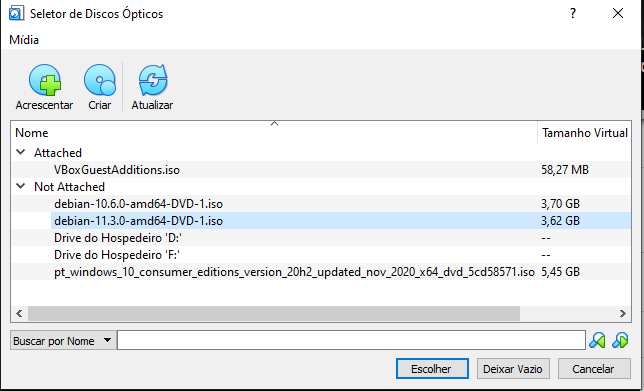 Seletor de Discos Ópticos
?
Mídia
Acrescentar Criar Atualizar
Nome Tamanho Virtual
Attached
VBoxGuestAdditions.iso 58,27 MB
Not Attached
debian-10.6.0-amd64-DVD-1.iso 3,70 GB
debian-11.3.0-amd64-DVD-1.iso 3,62 GB
Drive do Hospedeiro 'D:' --
Drive do Hospedeiro 'F:' --
pt_windows_10_consumer_editions_version_20h2_updated_nov_2020_x64_dvd_5cd58571.iso 5,45 GB
Buscar por Nome
Escolher Deixar Vazio Cancelar